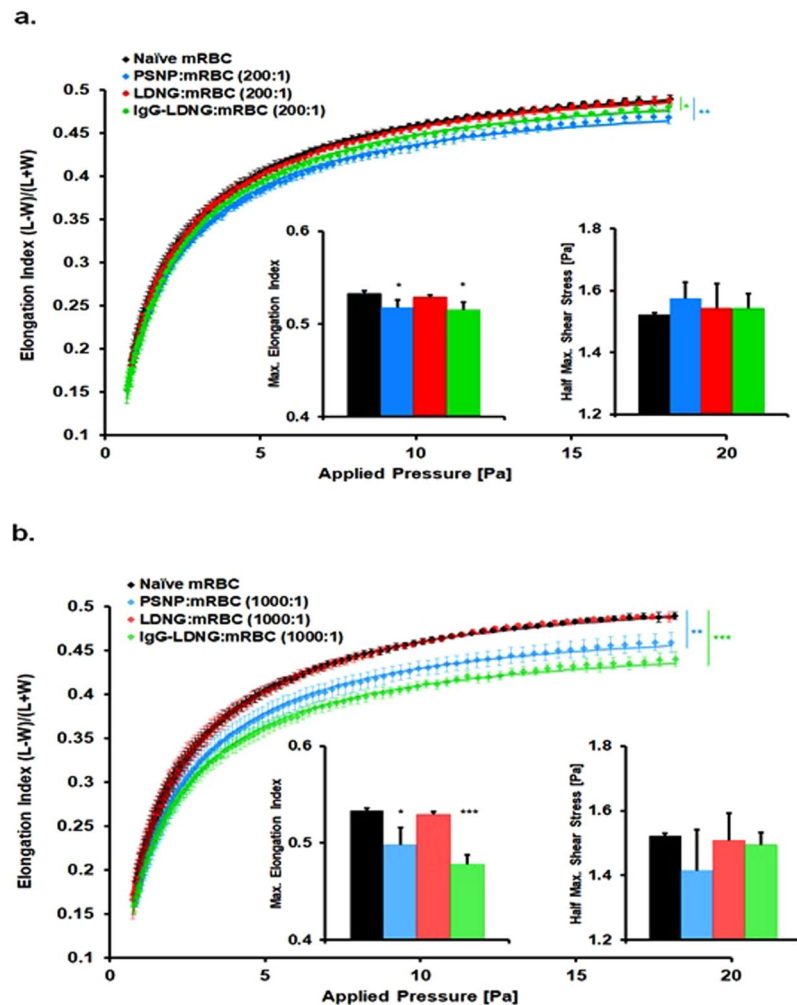 a.
Naïve mRBC
PSNP:mRBC (200:1)
LDNG:mRBC (200:1)
IgG-LDNG:mRBC (200:1)
Elongation Index (L-W)/(L+W)
0.5
0.45
0.4
0.35
0.3
0.25
0.2
0.15
0.1
0
5
10
15
20
Applied Pressure [Pa]
*
**
Max. Elongation Index
0.6
0.5
0.4
*
*
Half Max. Shear Stress [Pa]
1.8
1.6
1.4
1.2
b.
Naïve mRBC
PSNP:mRBC (1000:1)
LDNG:mRBC (1000:1)
IgG-LDNG:mRBC (1000:1)
Elongation Index (L-W)/(L+W)
0.5
0.45
0.4
0.35
0.3
0.25
0.2
0.15
0.1
0
5
10
15
20
Applied Pressure [Pa]
**
***
Max. Elongation Index
0.6
0.5
0.4
*
***
Half Max. Shear Stress [Pa]
1.8
1.6
1.4
1.2